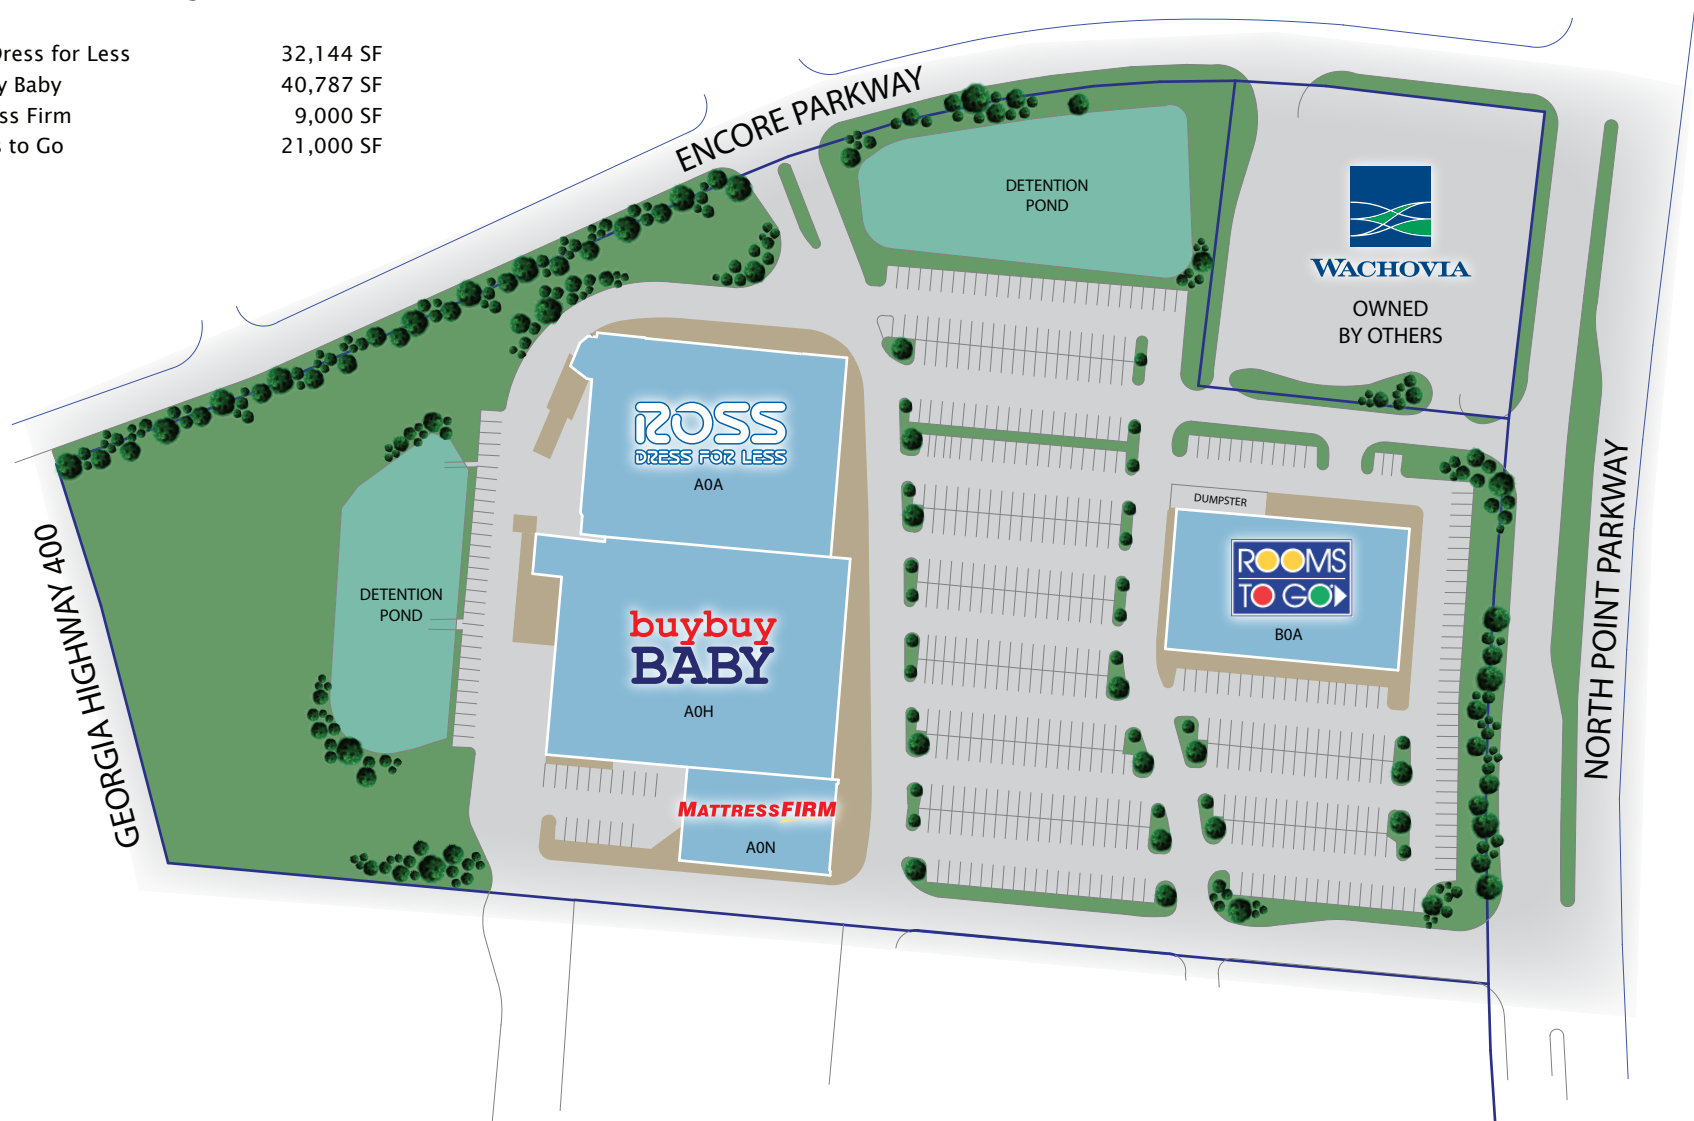 Dress for Less 32,144 SF
y Baby 40,787 SF
ss Firm 9,000 SF
s to Go 21,000 SF
ENCORE PARKWAY
DETENTION
POND
WACHOVIA
OWNED
BY OTHERS
ROSS
DRESS FOR LESS
A0A
DUMPSTER
ROOMS
TO GO
B0A
NORTH POINT PARKWAY
GEORGIA HIGHWAY 400
DETENTION
POND
buybuy
BABY
A0H
MATTRESSFIRM
A0N